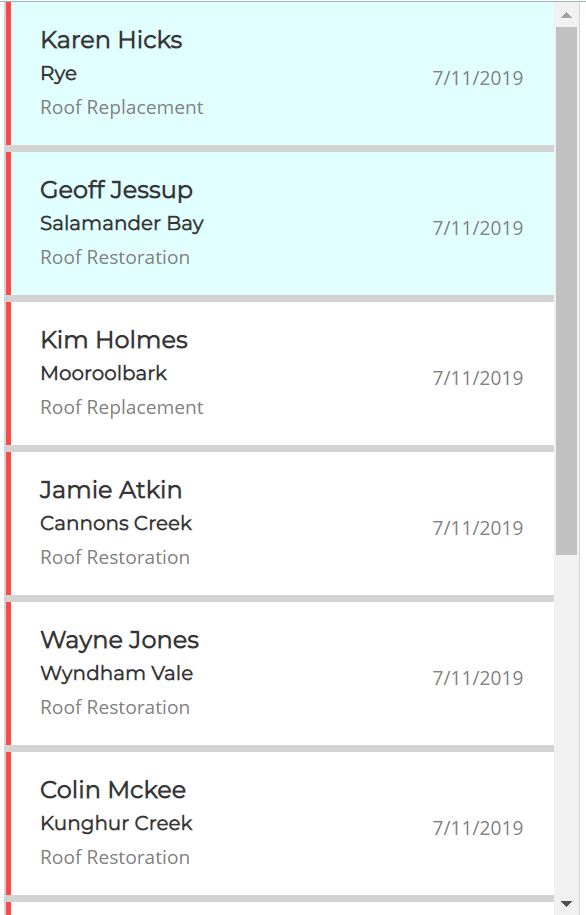 Karen Hicks
Rye
7/11/2019
Roof Replacement
Geoff Jessup
Salamander Bay
7/11/2019
Roof Restoration
Kim Holmes
Mooroolbark
7/11/2019
Roof Replacement
Jamie Atkin
Cannons Creek
7/11/2019
Roof Restoration
Wayne Jones
Wyndham Vale
7/11/2019
Roof Restoration
Colin Mckee
Kunghur Creek
7/11/2019
Roof Restoration